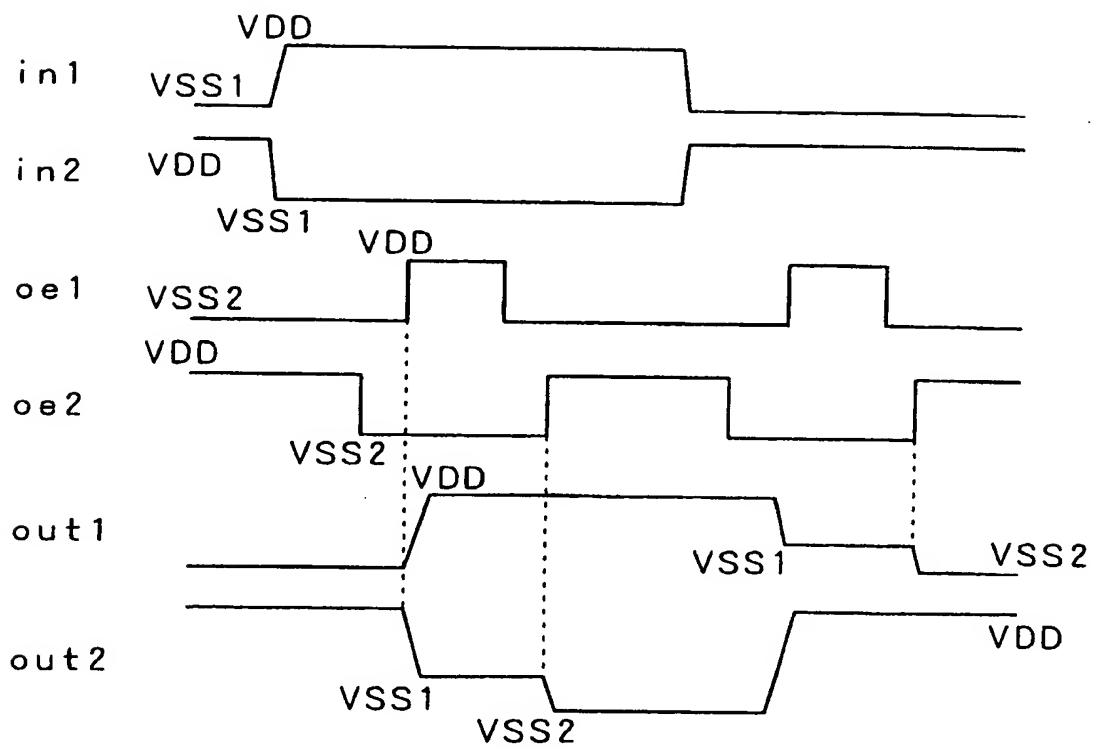 VDD
in1
VSS1
in2
VDD
VSS1
VDD
oe1
VSS2
VDD
oe2
VSS2
VDD
out1
VSS1
VSS2
out2
VDD
VSS1
VSS2